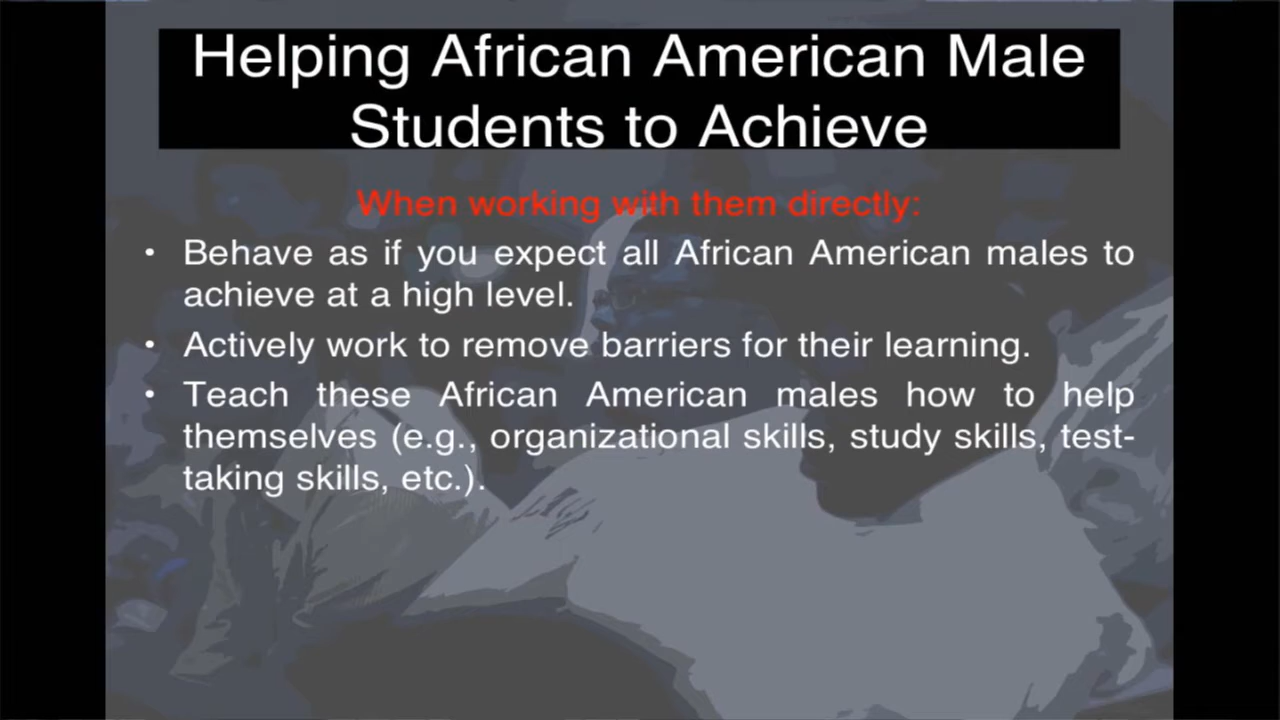 Helping African American Male
Students to Achieve
When working with them directly:
• Behave as if you expect all African American males to
achieve at a high level.
• Actively work to remove barriers for their learning.
• Teach these African American males how to help
themselves (e.g., organizational skills, study skills, test-
taking skills, etc.).